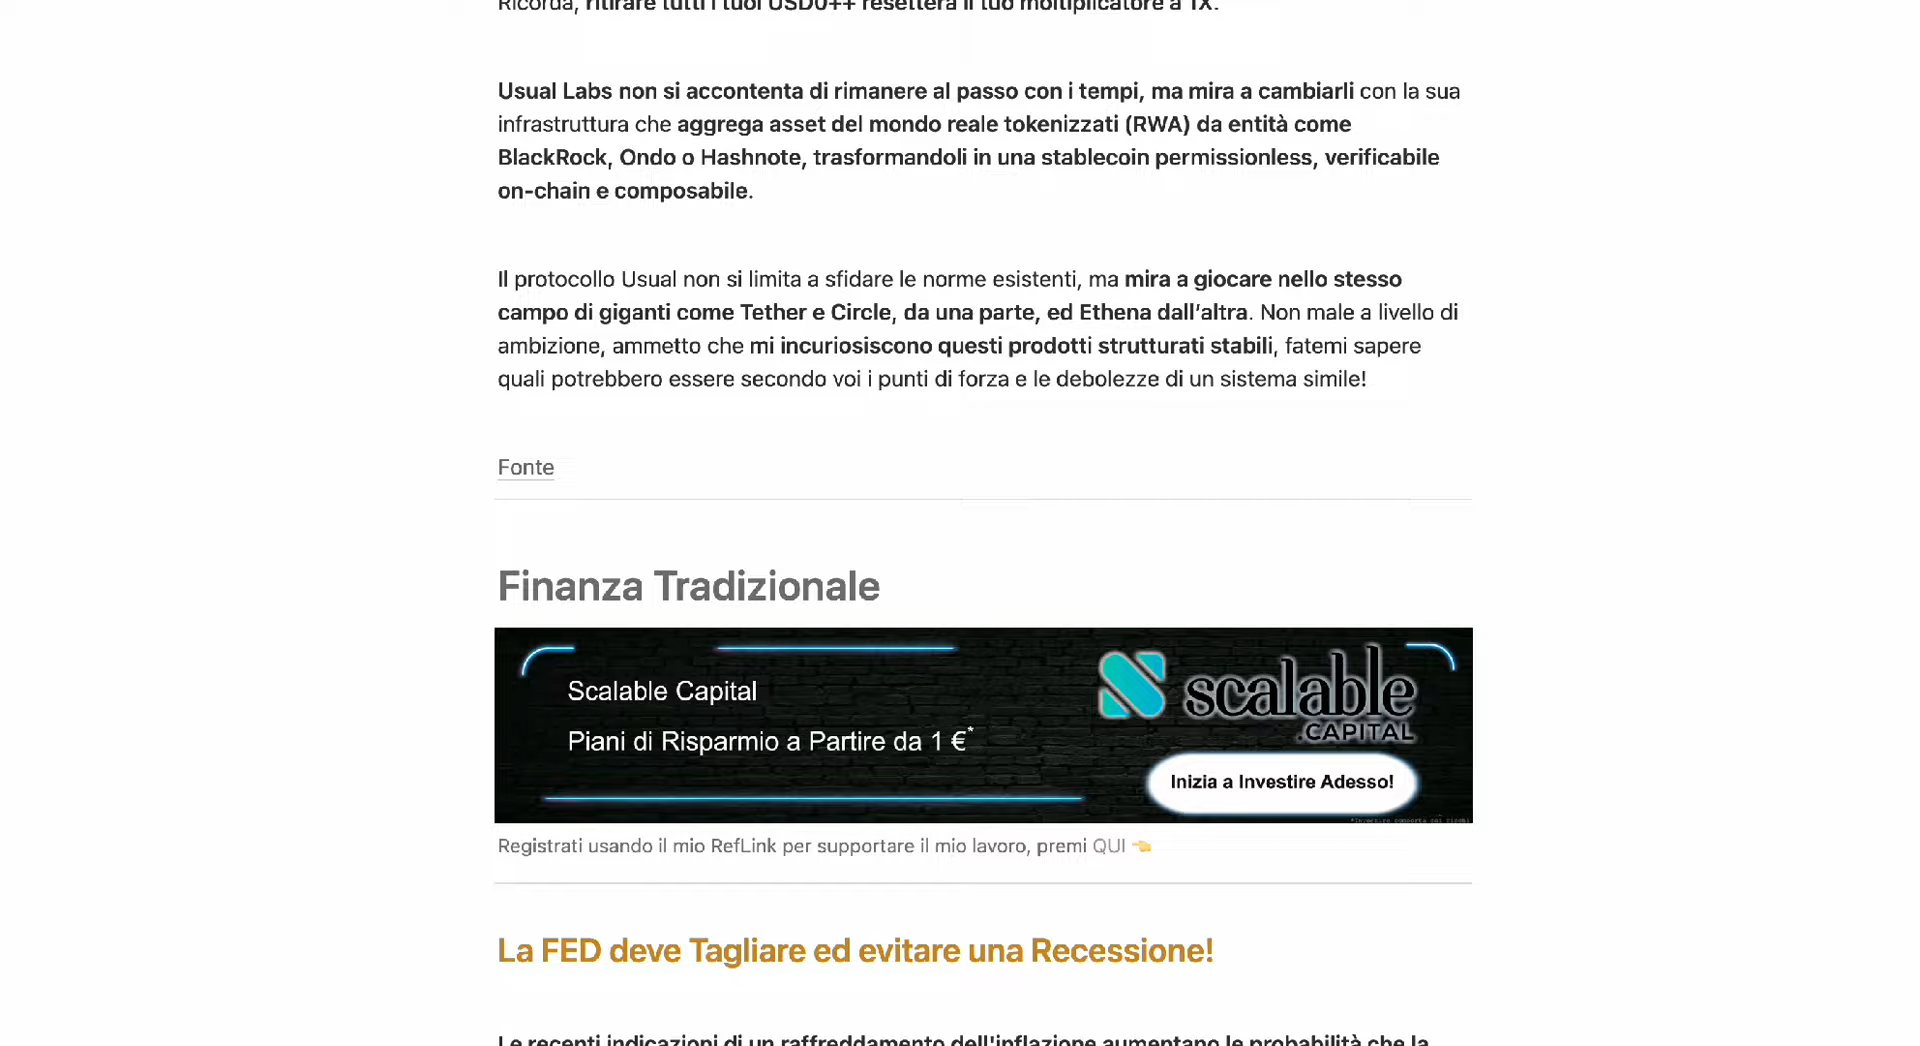 Ricorda, ritirare tutti i tuoi USD0++ resetterà il tuo moltiplicatore a 1X.
Usual Labs non si accontenta di rimanere al passo con i tempi, ma mira a cambiarli con la sua
infrastruttura che aggrega asset del mondo reale tokenizzati (RWA) da entità come
BlackRock, Ondo o Hashnote, trasformandoli in una stablecoin permissionless, verificabile
on-chain e composabile.
Il protocollo Usual non si limita a sfidare le norme esistenti, ma mira a giocare nello stesso
campo di giganti come Tether e Circle, da una parte, ed Ethena dall'altra. Non male a livello di
ambizione, ammetto che mi incuriosiscono questi prodotti strutturati stabili, fatemi sapere
quali potrebbero essere secondo voi i punti di forza e le debolezze di un sistema simile!
Fonte
Finanza Tradizionale
Scalable Capital
Piani di Risparmio a Partire da 1 €*
scalable
.CAPITAL
Inizia a Investire Adesso!
Registrati usando il mio RefLink per supportare il mio lavoro, premi QUI 👈
La FED deve Tagliare ed evitare una Recessione!
Le recenti indicazioni di un raffreddamento dell'inflazione aumentano le probabilità che la